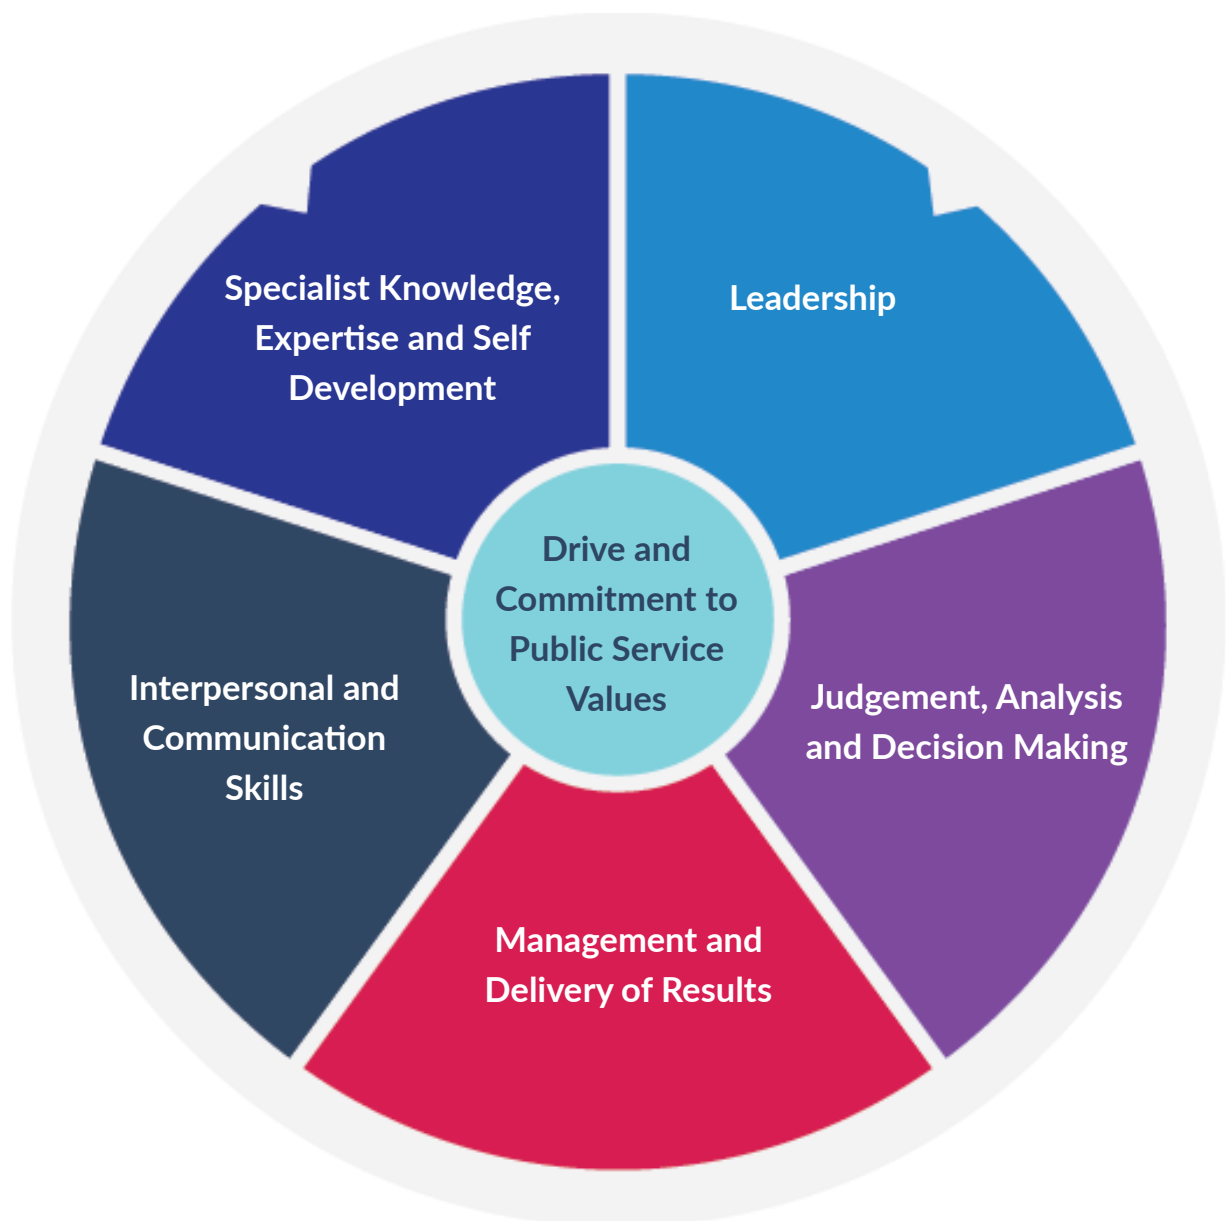 Specialist Knowledge,
Expertise and Self
Development
Leadership
Drive and
Commitment to
Public Service
Values
Interpersonal and
Communication
Skills
Judgement, Analysis
and Decision Making
Management and
Delivery of Results